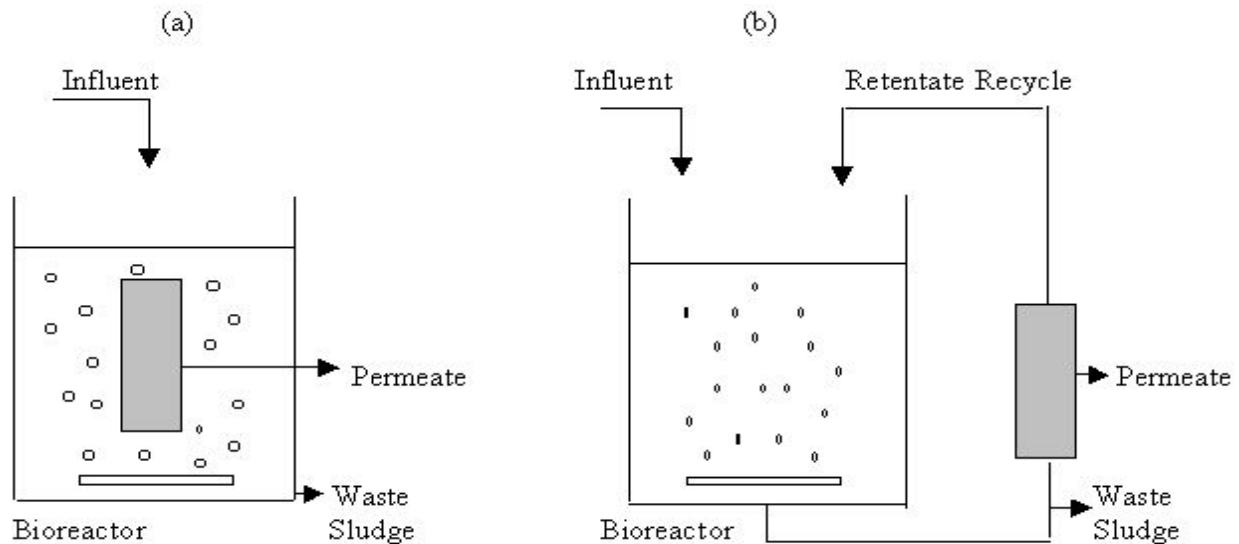 (a)
Influent
Permeate
Waste
Sludge
Bioreactor
(b)
Influent
Retentate Recycle
Permeate
Waste
Sludge
Bioreactor